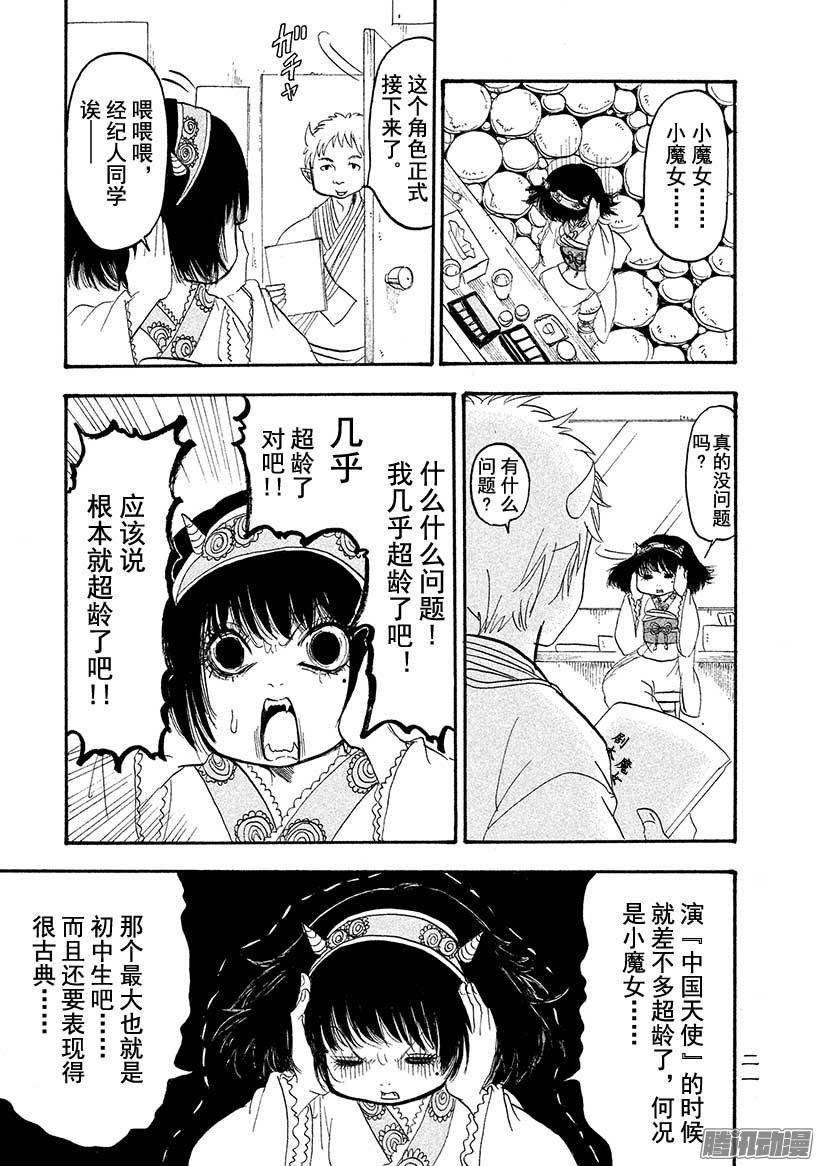 小魔女……
小魔女……
这个角色正式
接下来了。
ガチャ
喂喂喂，
经纪人同学
诶——
真的没问题
吗？
有什么
问题？
剧本
魔女
什么什么问题！
我几乎超龄了吧！
几乎
超龄了
对吧！！
应该说
根本就超龄了吧！！
演『中国天使』的时候
就差不多超龄了，何况
是小魔女……
那个最大也就是
初中生吧……
而且还要表现得
很古典……
二一
腾讯动漫